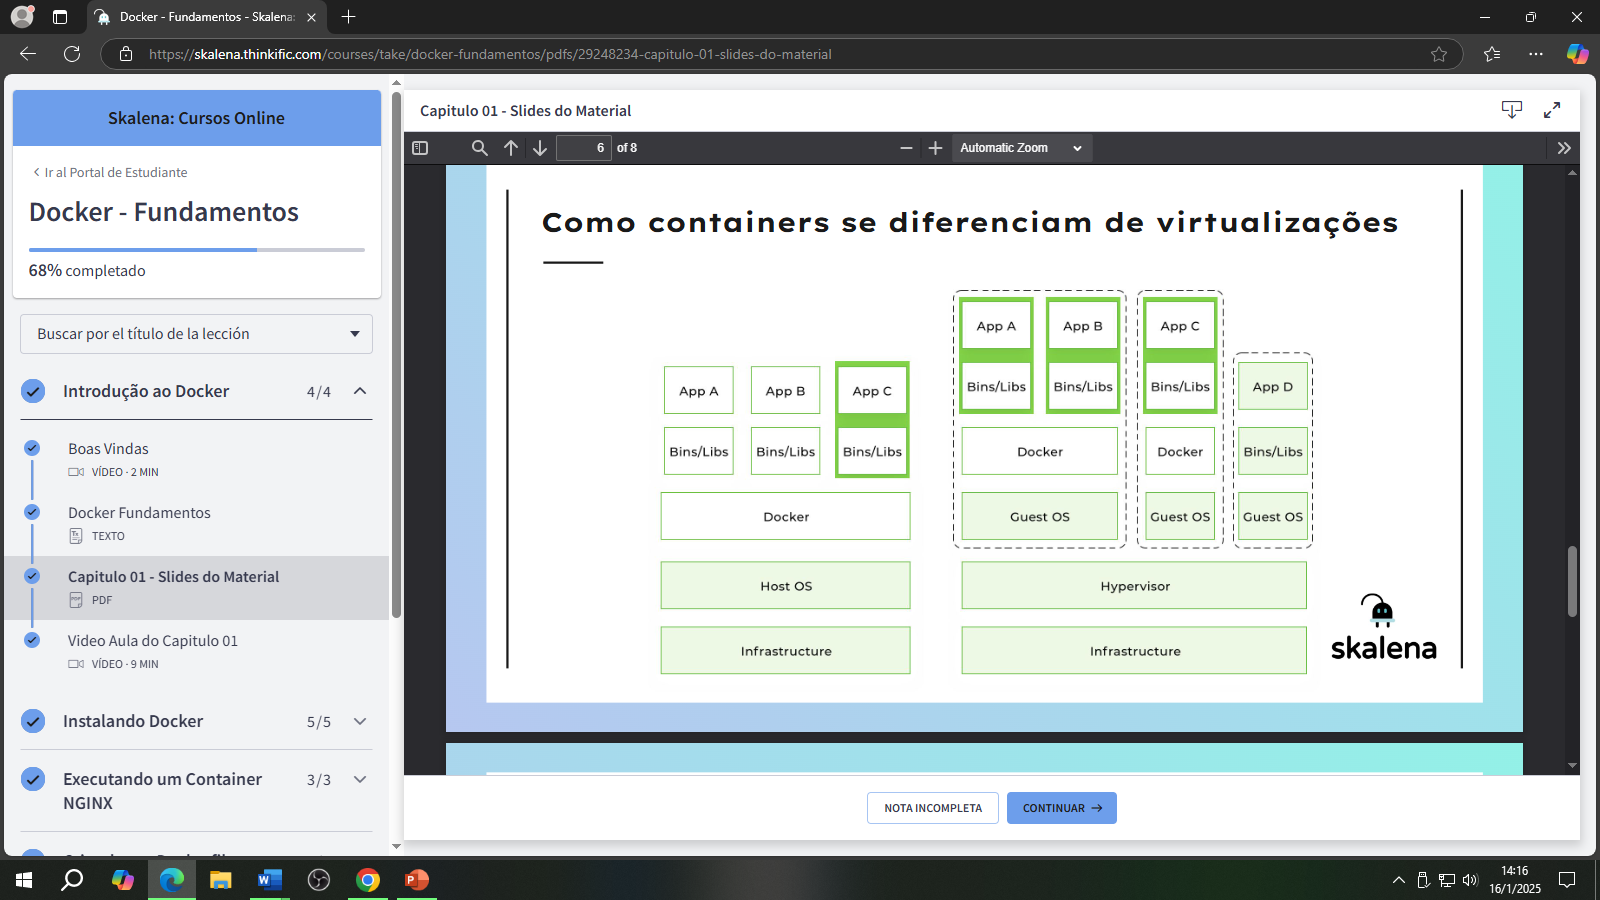 Docker - Fundamentos - Skalena:
https://skalena.thinkific.com/courses/take/docker-fundamentos/pdfs/29248234-capitulo-01-slides-do-material
Skalena: Cursos Online
Ir al Portal de Estudiante
Docker - Fundamentos
68% completado
Buscar por el título de la lección
Introdução ao Docker 4/4
Boas Vindas
VÍDEO · 2 MIN
Docker Fundamentos
TEXTO
Capitulo 01 - Slides do Material
PDF
Video Aula do Capitulo 01
VÍDEO · 9 MIN
Instalando Docker 5/5
Executando um Container 3/3
NGINX
Capitulo 01 - Slides do Material
6 of 8
Automatic Zoom
Como containers se diferenciam de virtualizações
App A App B App C
Bins/Libs Bins/Libs Bins/Libs
Docker
Host OS
Infrastructure
App A App B App C
Bins/Libs Bins/Libs Bins/Libs App D
Docker Docker Bins/Libs
Guest OS Guest OS Guest OS
Hypervisor
Infrastructure
skalena
NOTA INCOMPLETA
CONTINUAR
14:16
16/1/2025